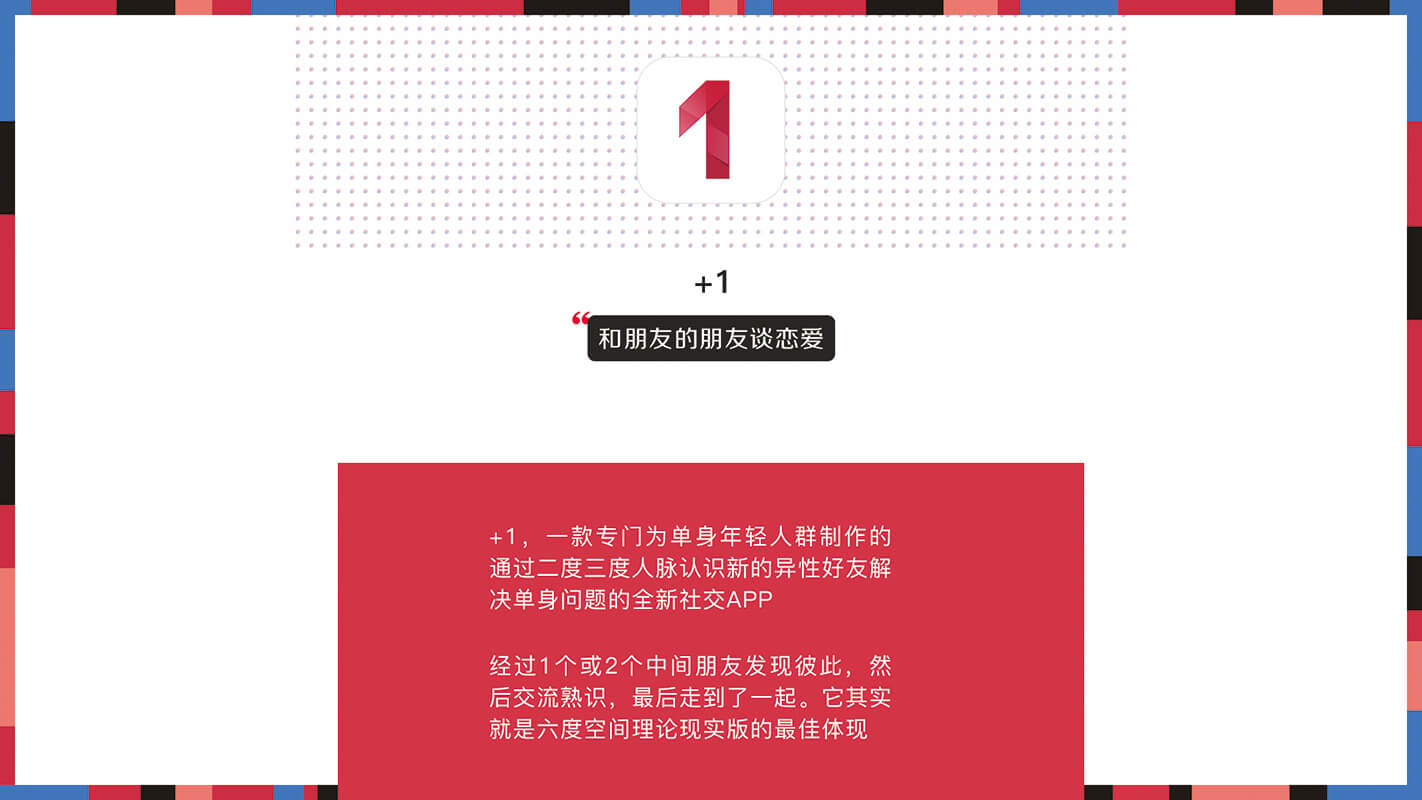 1
+1
“和朋友的朋友谈恋爱
+1，一款专门为单身年轻人群制作的
通过二度三度人脉认识新的异性好友解
决单身问题的全新社交APP
经过1个或2个中间朋友发现彼此，然
后交流熟识，最后走到了一起。它其实
就是六度空间理论现实版的最佳体现